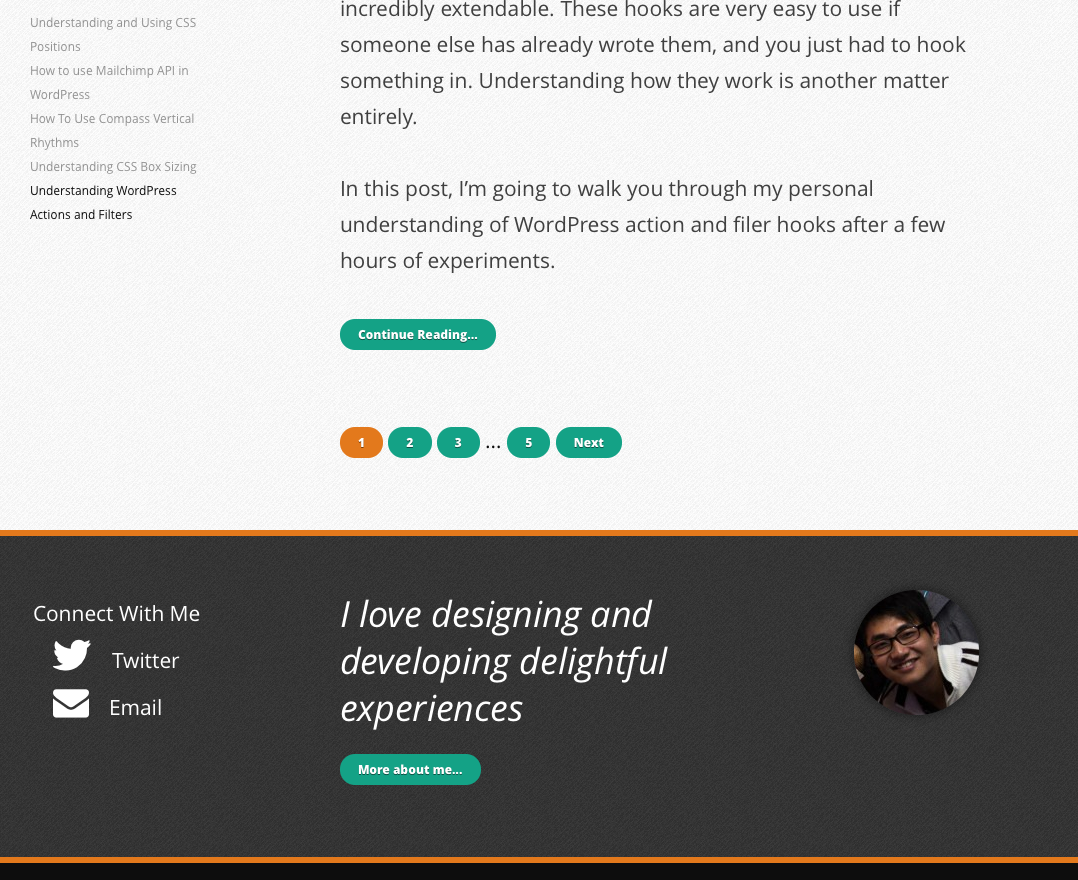 Understanding and Using CSS
Positions
How to use Mailchimp API in
WordPress
How To Use Compass Vertical
Rhythms
Understanding CSS Box Sizing
Understanding WordPress
Actions and Filters
incredibly extendable. These hooks are very easy to use if
someone else has already wrote them, and you just had to hook
something in. Understanding how they work is another matter
entirely.
In this post, I’m going to walk you through my personal
understanding of WordPress action and filer hooks after a few
hours of experiments.
Continue Reading...
1 2 3 ... 5 Next
Connect With Me
Twitter
Email
I love designing and
developing delightful
experiences
More about me...